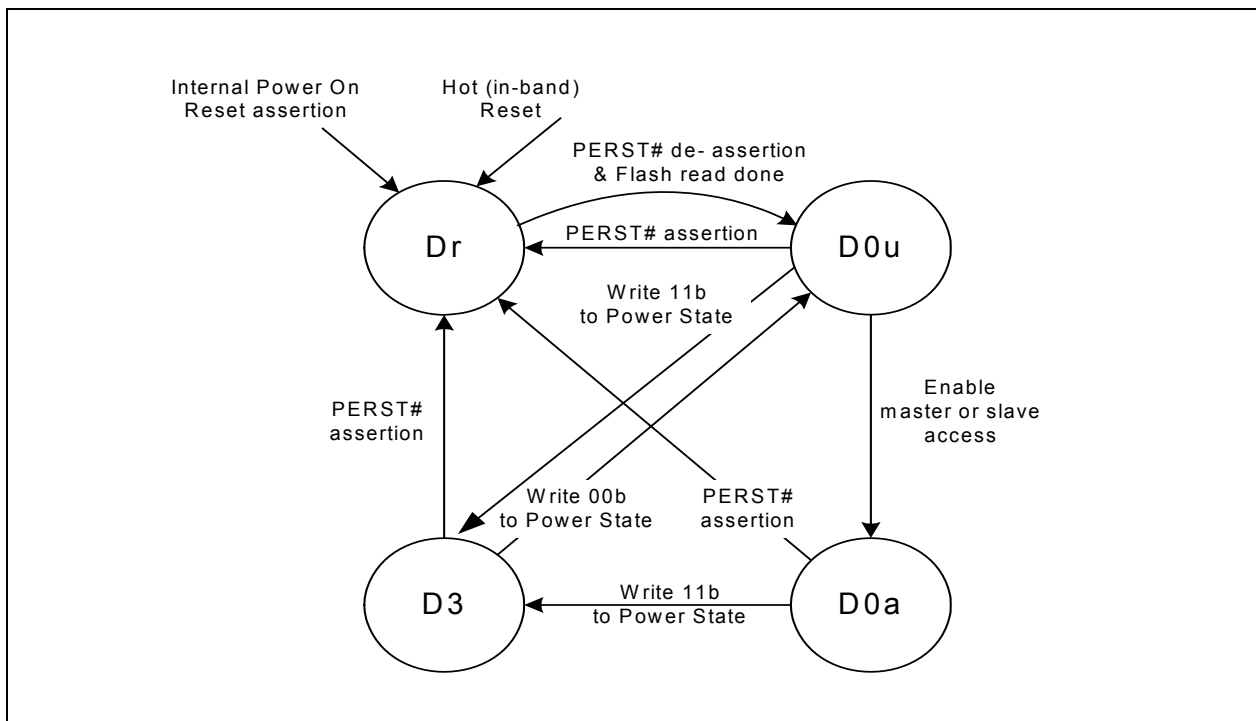 Internal Power On
Reset assertion
Hot (in-band)
Reset
PERST# de- assertion
& Flash read done
PERST# assertion
Dr
D0u
Write 11b
to Power State
Enable
master or slave
access
PERST#
assertion
Write 00b
to Power State
PERST#
assertion
D3
Write 11b
to Power State
D0a